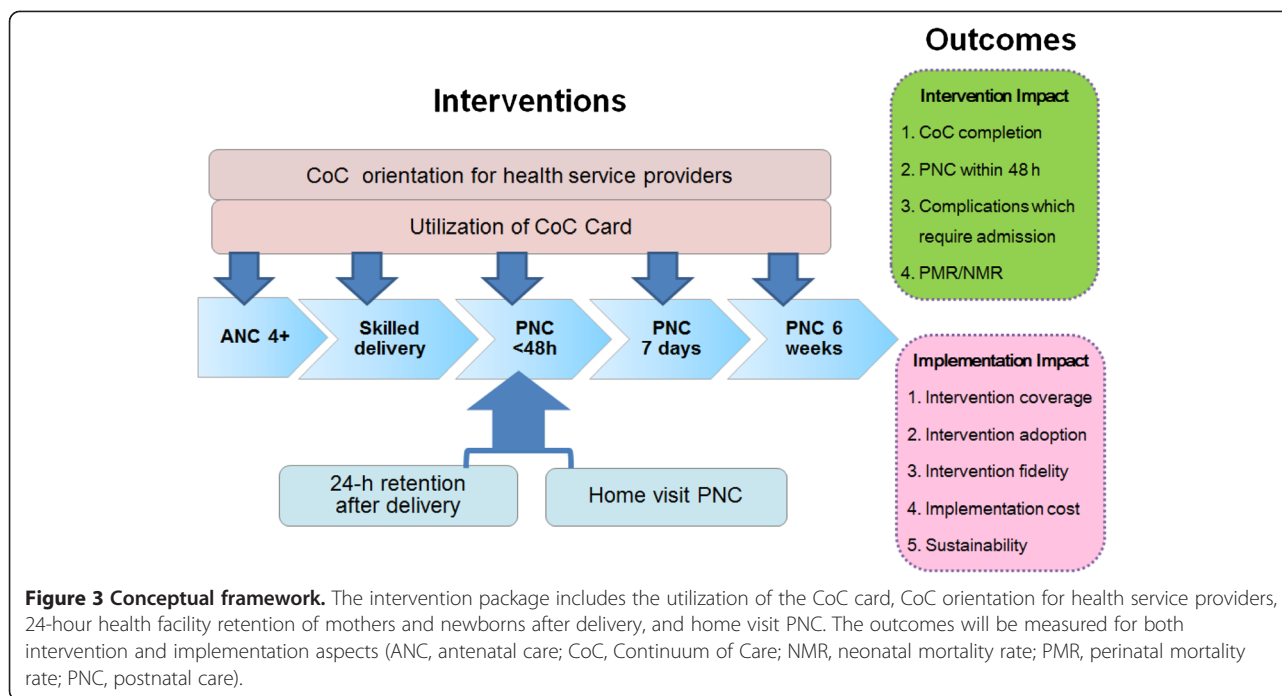 Outcomes
Interventions
CoC orientation for health service providers
Utilization of CoC Card
ANC 4+
Skilled
delivery
PNC
<48h
PNC
7 days
PNC 6
weeks
24-h retention
after delivery
Home visit PNC
Intervention Impact
1. CoC completion
2. PNC within 48 h
3. Complications which
require admission
4. PMR/NMR
Implementation Impact
1. Intervention coverage
2. Intervention adoption
3. Intervention fidelity
4. Implementation cost
5. Sustainability
Figure 3 Conceptual framework. The intervention package includes the utilization of the CoC card, CoC orientation for health service providers,
24-hour health facility retention of mothers and newborns after delivery, and home visit PNC. The outcomes will be measured for both
intervention and implementation aspects (ANC, antenatal care; CoC, Continuum of Care; NMR, neonatal mortality rate; PMR, perinatal mortality
rate; PNC, postnatal care).